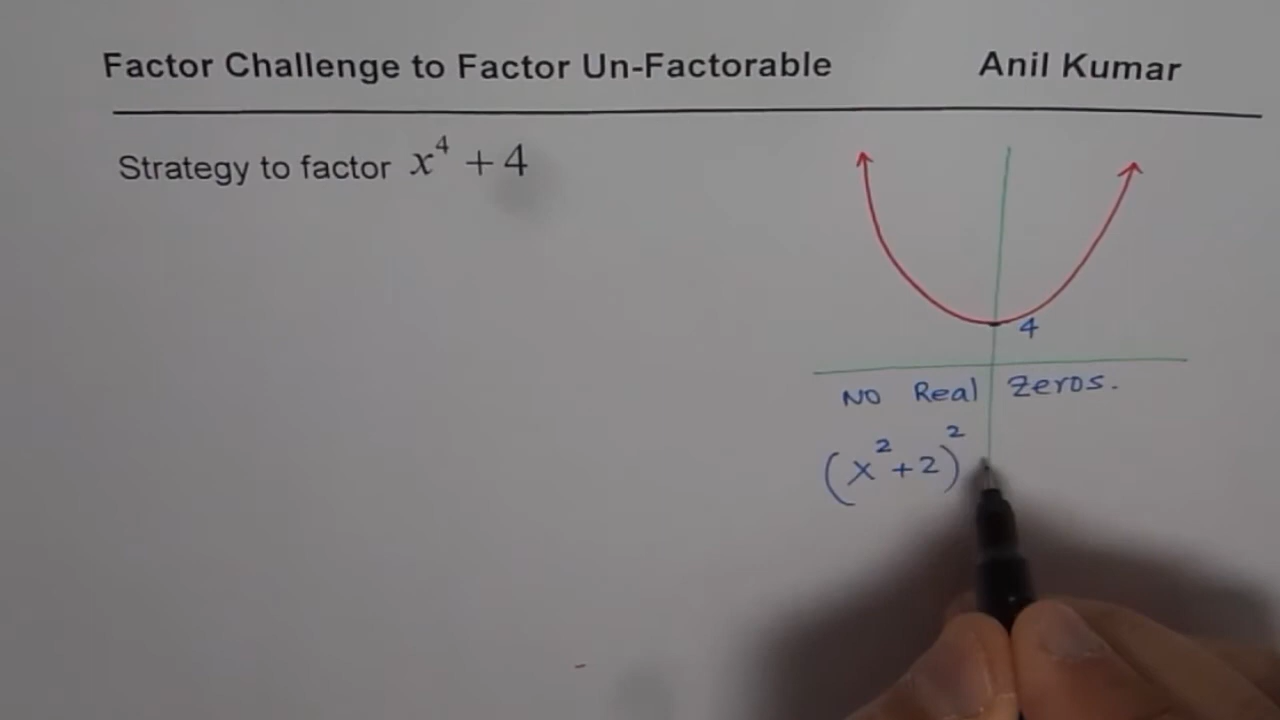 Factor Challenge to Factor Un-Factorable Anil Kumar
Strategy to factor x⁴ + 4
4
No Real Zeros.
(x² + 2)²